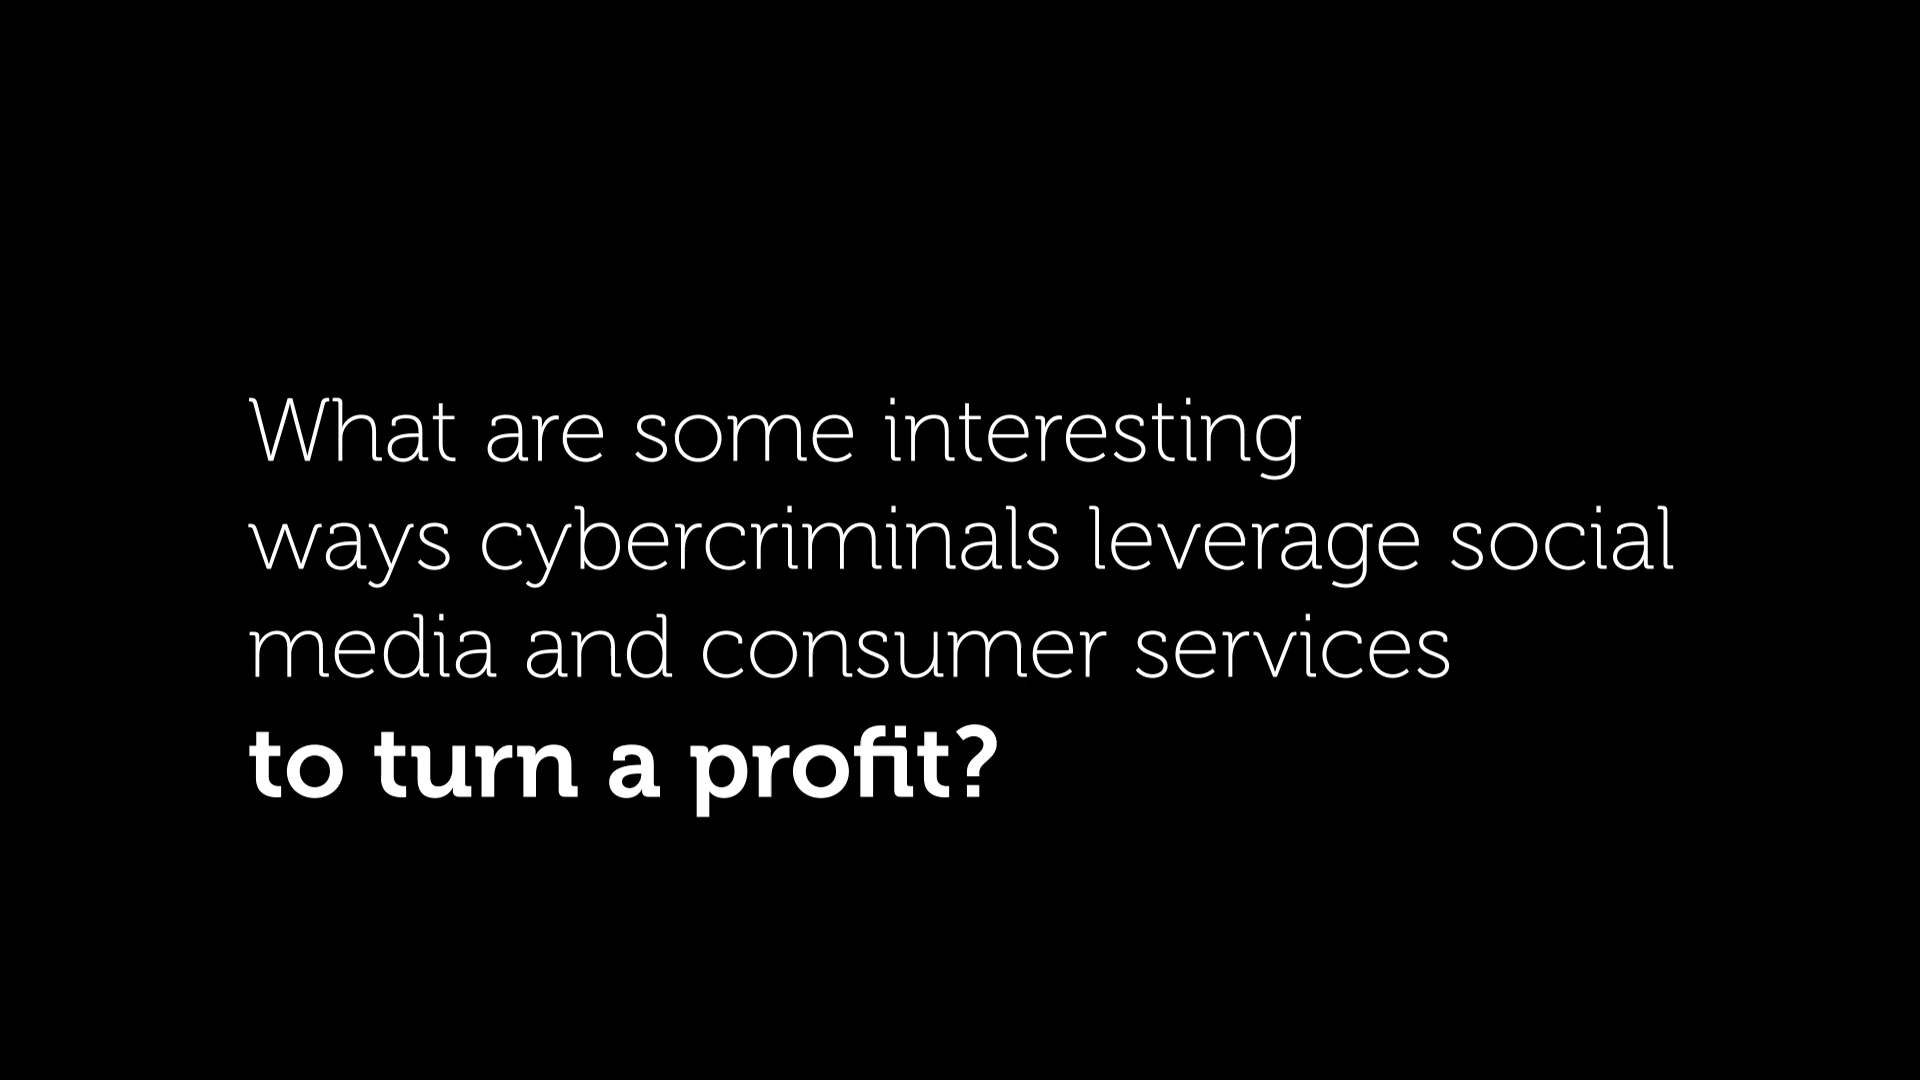 What are some interesting
ways cybercriminals leverage social
media and consumer services
to turn a profit?